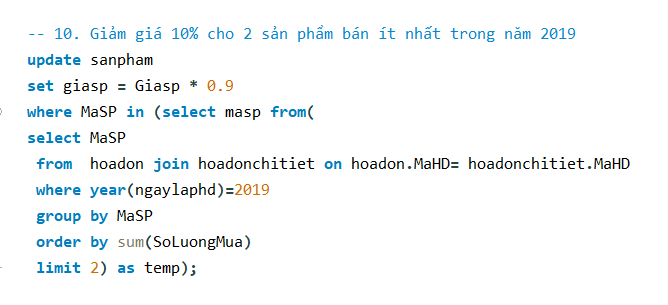 -- 10. Giảm giá 10% cho 2 sản phẩm bán ít nhất trong năm 2019
update sanpham
set giasp = Giasp * 0.9
where MaSP in (select masp from(
select MaSP
from  hoadon join hoadonchitiet on hoadon.MaHD= hoadonchitiet.MaHD
where year(ngaylaphd)=2019
group by MaSP
order by sum(SoLuongMua)
limit 2) as temp);